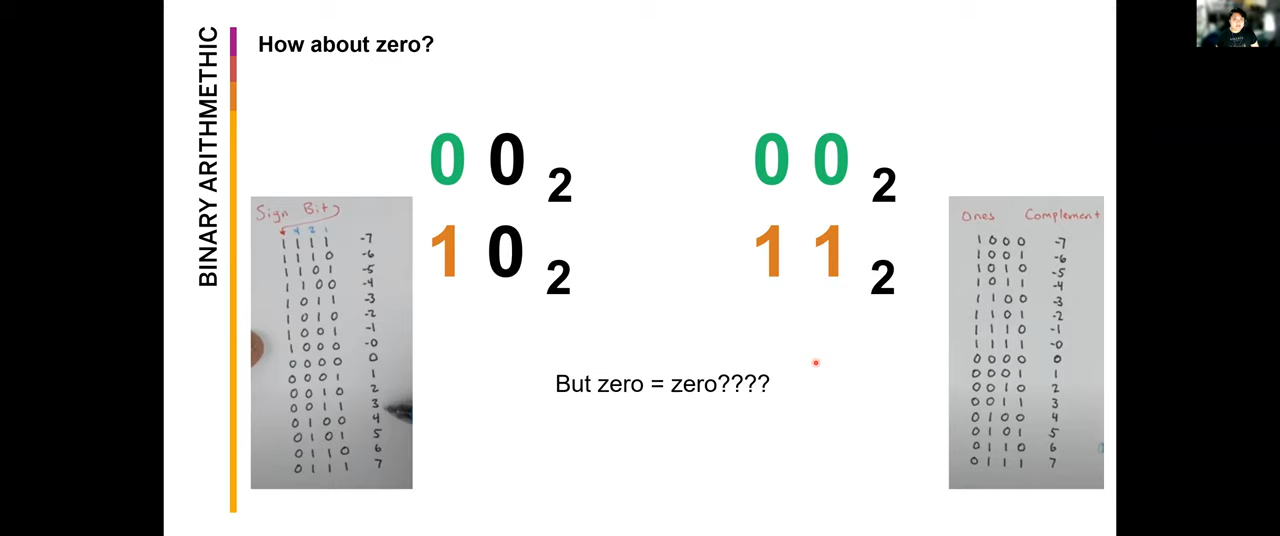 BINARY ARITHMETHIC
How about zero?
0 0 2
1 0 2
0 0 2
1 1 2
But zero = zero????
Sign Bit
4 2 1
1 1 1 1 -7
1 1 1 0 -6
1 1 0 1 -5
1 1 0 0 -4
1 0 1 1 -3
1 0 1 0 -2
1 0 0 1 -1
1 0 0 0 -0
0 0 0 0 0
0 0 0 1 1
0 0 1 0 2
0 0 1 1 3
0 1 0 0 4
0 1 0 1 5
0 1 1 0 6
0 1 1 1 7
Ones Complement
1 0 0 0 -7
1 0 0 1 -6
1 0 1 0 -5
1 0 1 1 -4
1 1 0 0 -3
1 1 0 1 -2
1 1 1 0 -1
1 1 1 1 -0
0 0 0 0 0
0 0 0 1 1
0 0 1 0 2
0 0 1 1 3
0 1 0 0 4
0 1 0 1 5
0 1 1 0 6
0 1 1 1 7